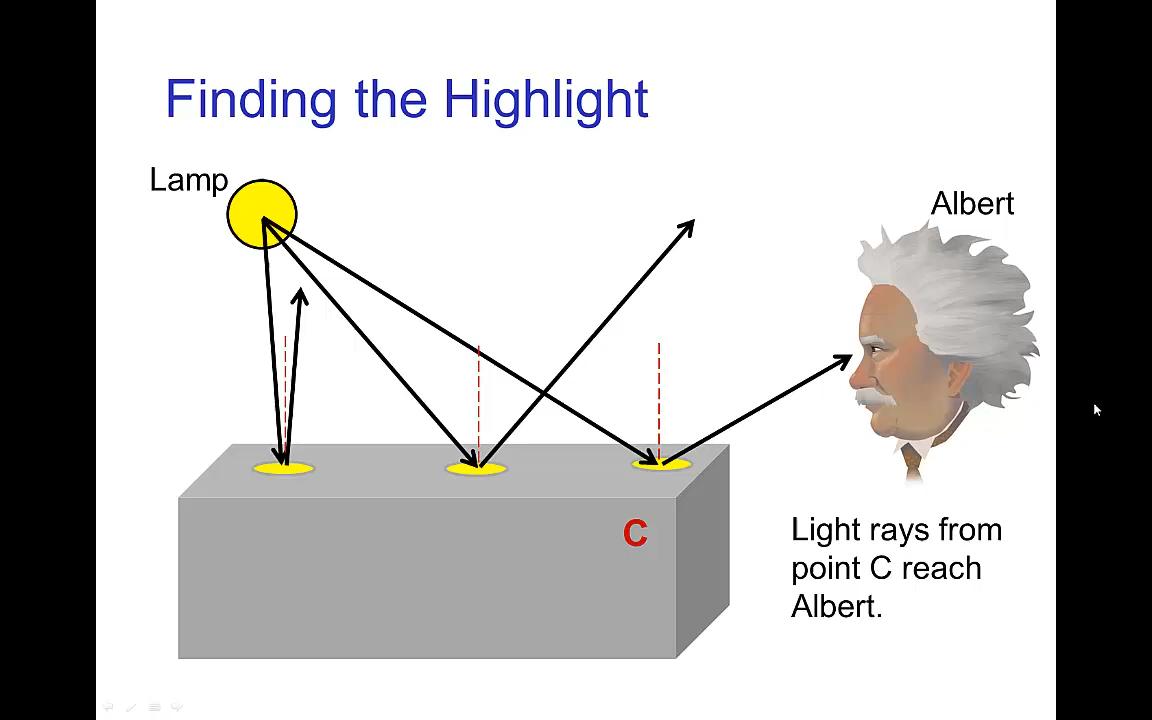 Finding the Highlight
Lamp
Albert
C
Light rays from
point C reach
Albert.